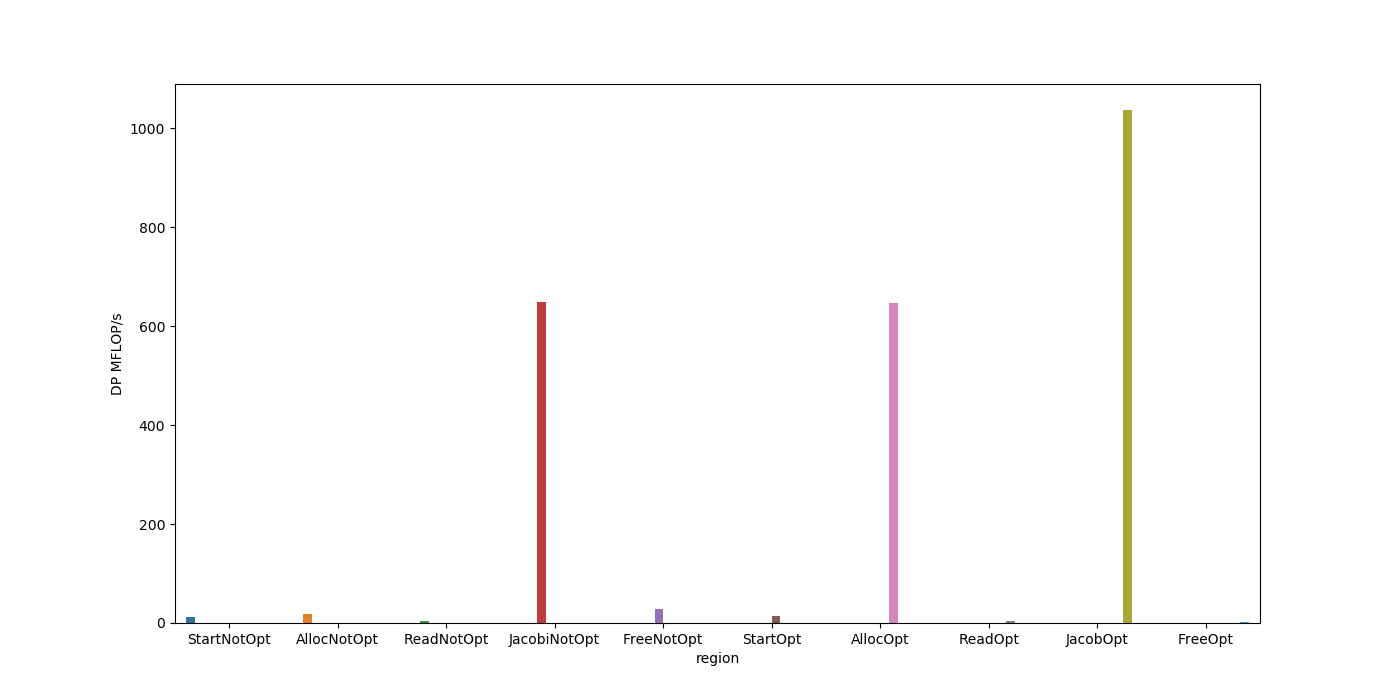 1000
800
600
400
200
0
DP MFLOP/s
StartNotOpt AllocNotOpt ReadNotOpt JacobiNotOpt FreeNotOpt StartOpt AllocOpt ReadOpt JacobOpt FreeOpt
region